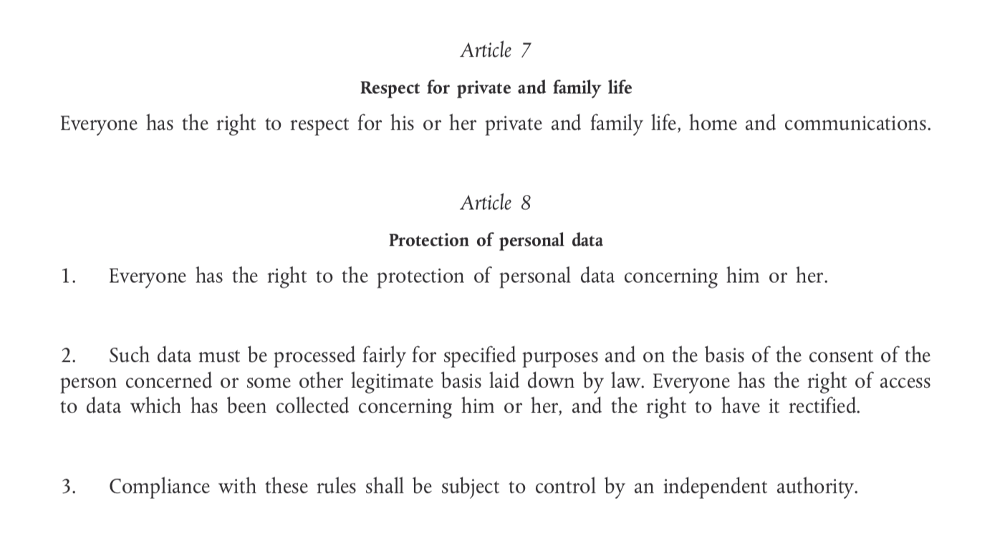 Article 7
Respect for private and family life
Everyone has the right to respect for his or her private and family life, home and communications.
Article 8
Protection of personal data
1. Everyone has the right to the protection of personal data concerning him or her.
2. Such data must be processed fairly for specified purposes and on the basis of the consent of the
person concerned or some other legitimate basis laid down by law. Everyone has the right of access
to data which has been collected concerning him or her, and the right to have it rectified.
3. Compliance with these rules shall be subject to control by an independent authority.